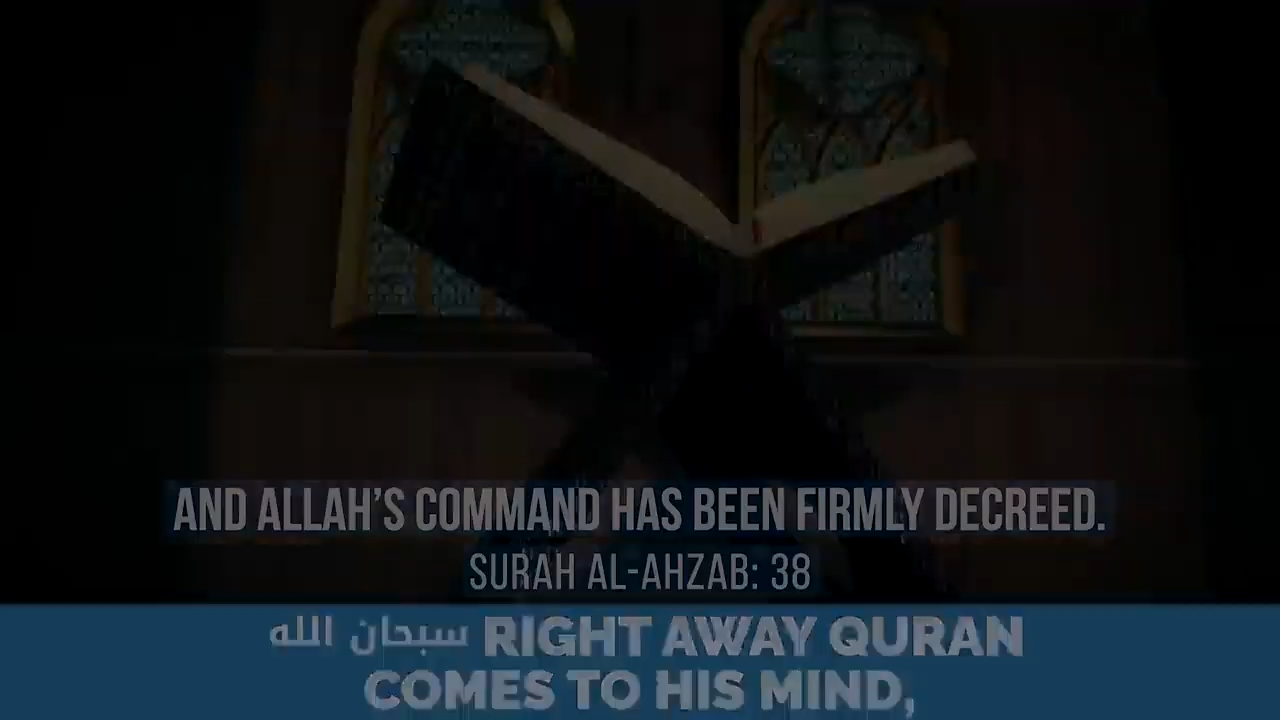 AND ALLAH'S COMMAND HAS BEEN FIRMLY DECREED.
SURAH AL-AHZAB: 38
سبحان الله RIGHT AWAY QURAN
COMES TO HIS MIND,